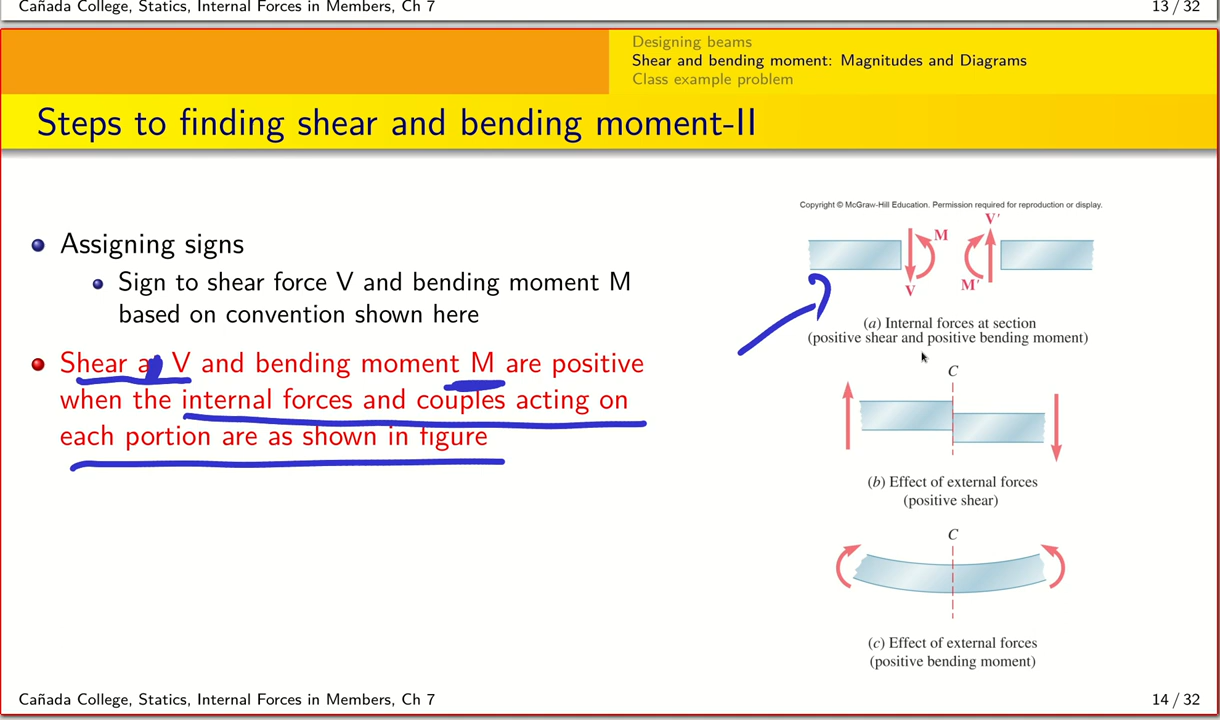 Cañada College, Statics, Internal Forces in Members, Ch 7
13 / 32
Designing beams
Shear and bending moment: Magnitudes and Diagrams
Class example problem
Steps to finding shear and bending moment-II
Assigning signs
Sign to shear force V and bending moment M
based on convention shown here
Shear a V and bending moment M are positive
when the internal forces and couples acting on
each portion are as shown in figure
Copyright © McGraw-Hill Education. Permission required for reproduction or display.
M
V
V′
M′
(a) Internal forces at section
(positive shear and positive bending moment)
C
(b) Effect of external forces
(positive shear)
C
(c) Effect of external forces
(positive bending moment)
Cañada College, Statics, Internal Forces in Members, Ch 7
14 / 32